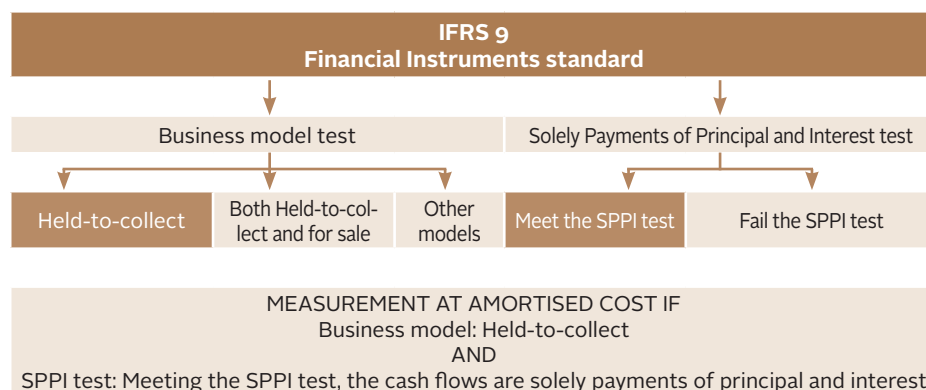 IFRS 9
Financial Instruments standard
Business model test
Solely Payments of Principal and Interest test
Held-to-collect
Both Held-to-col-
lect and for sale
Other
models
Meet the SPPI test
Fail the SPPI test
MEASUREMENT AT AMORTISED COST IF
Business model: Held-to-collect
AND
SPPI test: Meeting the SPPI test, the cash flows are solely payments of principal and interest